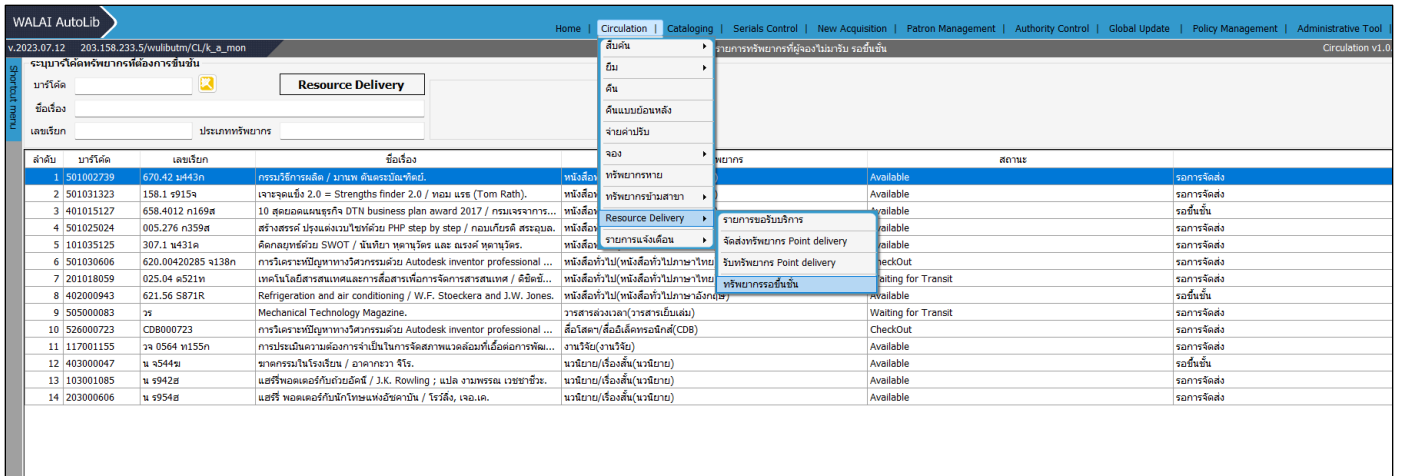 WALAI AutoLib
Home | Circulation | Cataloging | Serials Control | New Acquisition | Patron Management | Authority Control | Global Update | Policy Management | Administrative Tool |
v.2023.07.12 203.158.233.5/wulibutm/CL/k_a_mon
รายการทรัพยากรที่ผู้จองไม่มารับ รอขึ้นชั้น
Circulation v1.0.
Shortcut menu
ระบุบาร์โค้ดทรัพยากรที่ต้องการขึ้นชั้น
บาร์โค้ด
Resource Delivery
ชื่อเรื่อง
เลขเรียก ประเภททรัพยากร
สืบค้น
ยืม
คืน
คืนแบบย้อนหลัง
จ่ายค่าปรับ
จอง
ทรัพยากรหาย
ทรัพยากรข้ามสาขา
Resource Delivery
รายการแจ้งเตือน
รายการขอรับบริการ
จัดส่งทรัพยากร Point delivery
รับทรัพยากร Point delivery
ทรัพยากรรอขึ้นชั้น
ลำดับ บาร์โค้ด เลขเรียก ชื่อเรื่อง สถานะ
1 501002739 670.42 ม443ก กรรมวิธีการผลิต / มานพ ตันตระบัณฑิตย์. Available รอการจัดส่ง
2 501031323 158.1 ร915จ เจาะจุดแข็ง 2.0 = Strengths finder 2.0 / ทอม แรธ (Tom Rath). Available รอการจัดส่ง
3 401015127 658.4012 ก169ส 10 สุดยอดแผนธุรกิจ DTN business plan award 2017 / กรมเจรจาการ... Available รอขึ้นชั้น
4 501025024 005.276 ก359ส สร้างสรรค์ ปรุงแต่งเวบไซท์ด้วย PHP step by step / กอบเกียรติ สระอุบล. Available รอการจัดส่ง
5 101035125 307.1 น431ค คิดกลยุทธ์ด้วย SWOT / นันทิยา หุตานุวัตร และ ณรงค์ หุตานุวัตร. Available รอการจัดส่ง
6 501030606 620.00420285 จ138ก การวิเคราะห์ปัญหาทางวิศวกรรมด้วย Autodesk inventor professional ... หนังสือทั่วไป(หนังสือทั่วไปภาษาไทย CheckOut รอการจัดส่ง
7 201018059 025.04 ด521ท เทคโนโลยีสารสนเทศและการสื่อสารเพื่อการจัดการสารสนเทศ / ดิชิตชั... หนังสือทั่วไป(หนังสือทั่วไปภาษาไทย Waiting for Transit รอการจัดส่ง
8 402000943 621.56 S871R Refrigeration and air conditioning / W.F. Stoeckera and J.W. Jones. หนังสือทั่วไป(หนังสือทั่วไปภาษาอังกฤษ) Available รอขึ้นชั้น
9 505000083 วร Mechanical Technology Magazine. วารสารล่วงเวลา(วารสารเย็บเล่ม) Waiting for Transit รอการจัดส่ง
10 526000723 CDB000723 การวิเคราะห์ปัญหาทางวิศวกรรมด้วย Autodesk inventor professional ... สื่อโสตฯ/สื่ออิเล็คทรอนิกส์(CDB) CheckOut รอการจัดส่ง
11 117001155 วจ 0564 ท155ก การประเมินความต้องการจำเป็นในการจัดสภาพแวดล้อมที่เอื้อต่อการพัฒ... งานวิจัย(งานวิจัย) Available รอการจัดส่ง
12 403000047 น จ544ฆ ฆาตกรรมในโรงเรียน / อาคากะวา จิโร. นวนิยาย/เรื่องสั้น(นวนิยาย) Available รอขึ้นชั้น
13 103001085 น ร942ส แฮร์รี่พอตเตอร์กับถ้วยอัคนี / J.K. Rowling ; แปล งามพรรณ เวชชาชีวะ. นวนิยาย/เรื่องสั้น(นวนิยาย) Available รอการจัดส่ง
14 203000606 น ร954ฮ แฮร์รี่ พอตเตอร์กับนักโทษแห่งอัซคาบัน / โรว์ลิ่ง, เจอ.เค. นวนิยาย/เรื่องสั้น(นวนิยาย) Available รอการจัดส่ง